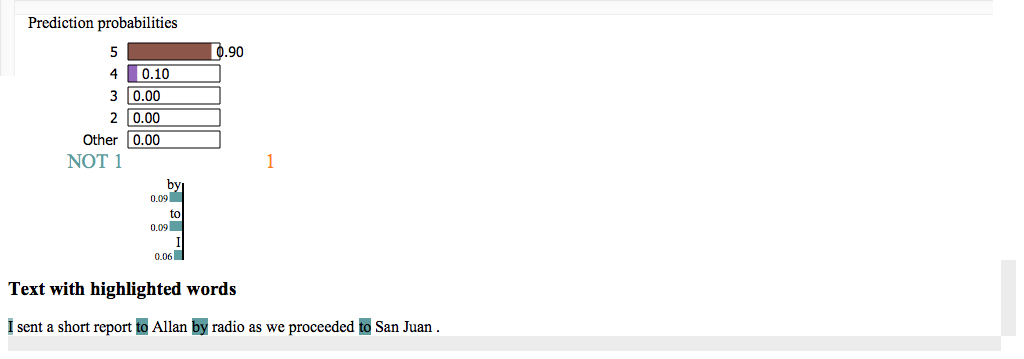 Prediction probabilities
5 0.90
4 0.10
3 0.00
2 0.00
Other 0.00
NOT 1 1
by
0.09
to
0.09
I
0.06
Text with highlighted words
I sent a short report to Allan by radio as we proceeded to San Juan .